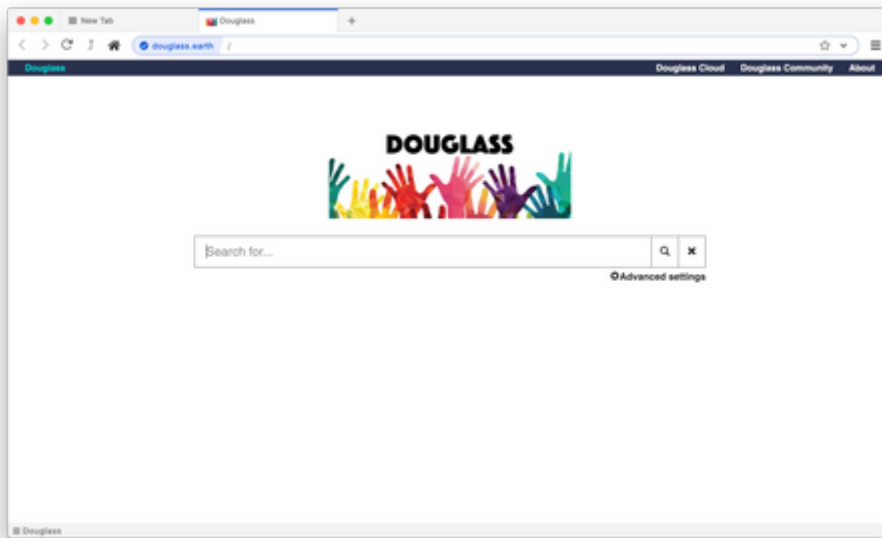 New Tab
Douglass
douglass.earth /
Douglass
Douglass Cloud
Douglass Community
About
DOUGLASS
Search for...
Advanced settings
Douglass